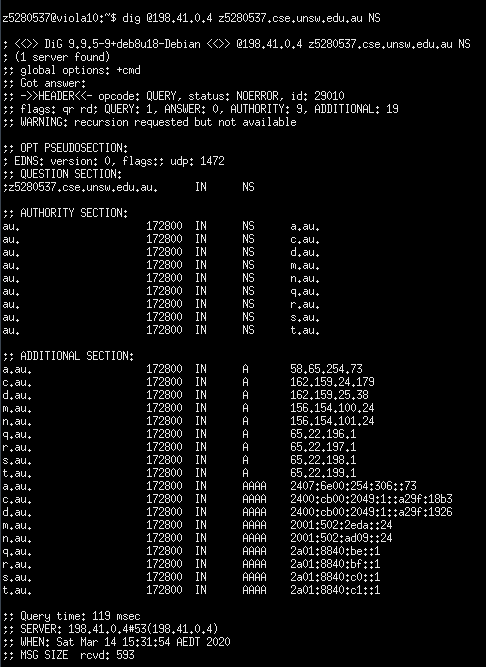 z5280537@viola10:~$ dig @198.41.0.4 z5280537.cse.unsw.edu.au NS
; <<>> DiG 9.9.5-9+deb8u18-Debian <<>> @198.41.0.4 z5280537.cse.unsw.edu.au NS
; (1 server found)
;; global options: +cmd
;; Got answer:
;; ->>HEADER<<- opcode: QUERY, status: NOERROR, id: 29010
;; flags: qr rd; QUERY: 1, ANSWER: 0, AUTHORITY: 9, ADDITIONAL: 19
;; WARNING: recursion requested but not available
;; OPT PSEUDOSECTION:
; EDNS: version: 0, flags:; udp: 1472
;; QUESTION SECTION:
;z5280537.cse.unsw.edu.au. IN NS
;; AUTHORITY SECTION:
au. 172800 IN NS a.au.
au. 172800 IN NS c.au.
au. 172800 IN NS d.au.
au. 172800 IN NS m.au.
au. 172800 IN NS n.au.
au. 172800 IN NS q.au.
au. 172800 IN NS r.au.
au. 172800 IN NS s.au.
au. 172800 IN NS t.au.
;; ADDITIONAL SECTION:
a.au. 172800 IN A 58.65.254.73
c.au. 172800 IN A 162.159.24.179
d.au. 172800 IN A 162.159.25.38
m.au. 172800 IN A 156.154.100.24
n.au. 172800 IN A 156.154.101.24
q.au. 172800 IN A 65.22.196.1
r.au. 172800 IN A 65.22.197.1
s.au. 172800 IN A 65.22.198.1
t.au. 172800 IN A 65.22.199.1
a.au. 172800 IN AAAA 2407:6e00:254:306::73
c.au. 172800 IN AAAA 2400:cb00:2049:1::a29f:18b3
d.au. 172800 IN AAAA 2400:cb00:2049:1::a29f:1926
m.au. 172800 IN AAAA 2001:502:2eda::24
n.au. 172800 IN AAAA 2001:502:ad09::24
q.au. 172800 IN AAAA 2a01:8840:be::1
r.au. 172800 IN AAAA 2a01:8840:bf::1
s.au. 172800 IN AAAA 2a01:8840:c0::1
t.au. 172800 IN AAAA 2a01:8840:c1::1
;; Query time: 119 msec
;; SERVER: 198.41.0.4#53(198.41.0.4)
;; WHEN: Sat Mar 14 15:31:54 AEDT 2020
;; MSG SIZE rcvd: 593